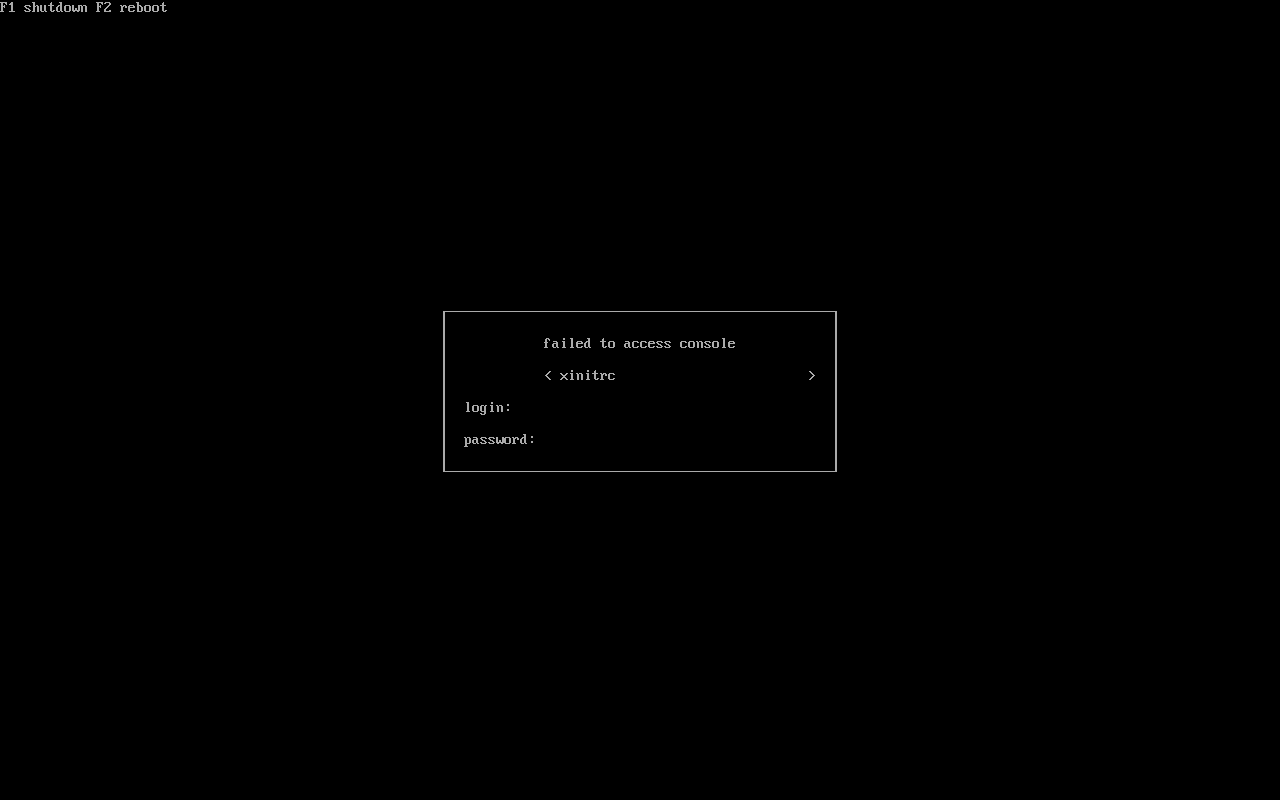 F1 shutdown F2 reboot
failed to access console
< xinitrc >
login:
password: